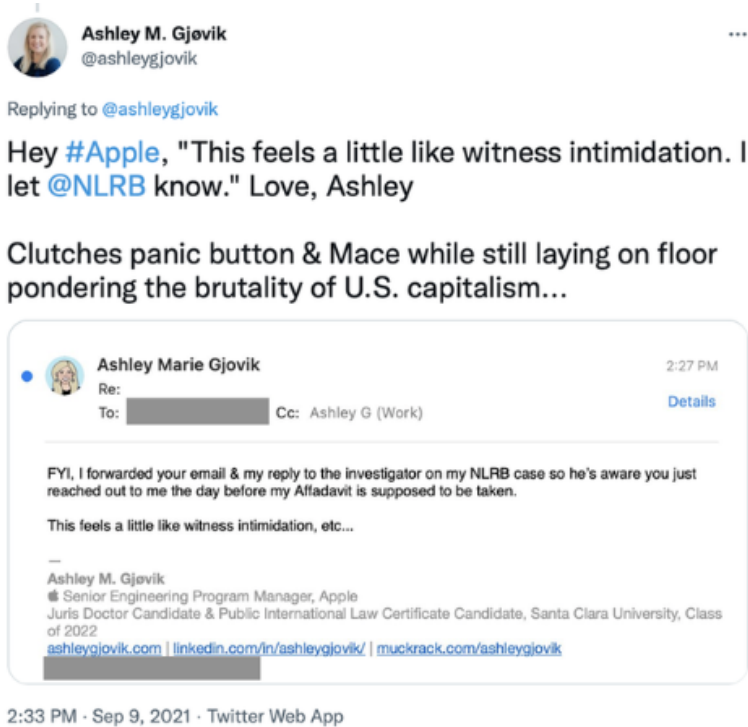 Ashley M. Gjøvik
@ashleygjovik
Replying to @ashleygjovik
Hey #Apple, "This feels a little like witness intimidation. I
let @NLRB know." Love, Ashley
Clutches panic button & Mace while still laying on floor
pondering the brutality of U.S. capitalism...
Ashley Marie Gjovik
2:27 PM
Re:
Details
To: Cc: Ashley G (Work)
FYI, I forwarded your email & my reply to the investigator on my NLRB case so he's aware you just
reached out to me the day before my Affadavit is supposed to be taken.
This feels a little like witness intimidation, etc...
—
Ashley M. Gjøvik
Senior Engineering Program Manager, Apple
Juris Doctor Candidate & Public International Law Certificate Candidate, Santa Clara University, Class
of 2022
ashleygjovik.com | linkedin.com/in/ashleygjovik/ | muckrack.com/ashleygjovik
2:33 PM · Sep 9, 2021 · Twitter Web App